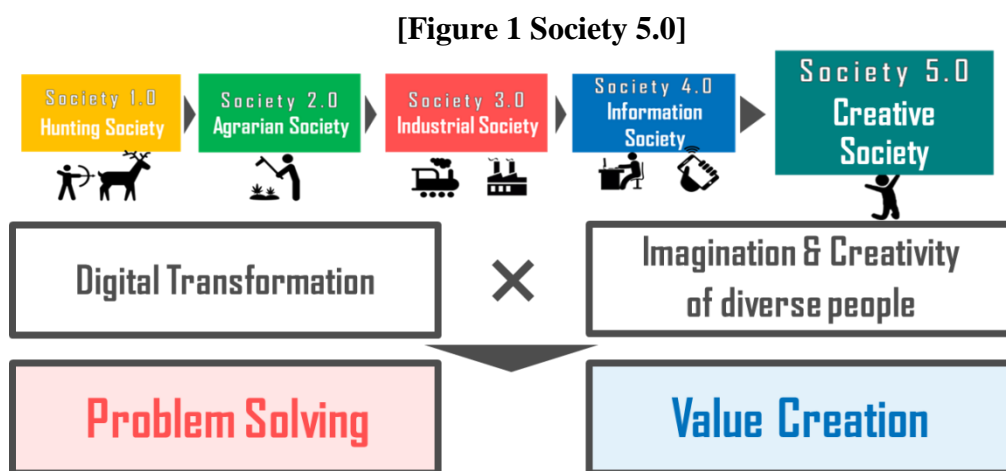 [Figure 1 Society 5.0]
Society 1.0
Hunting Society
Society 2.0
Agrarian Society
Society 3.0
Industrial Society
Society 4.0
Information
Society
Society 5.0
Creative
Society
Digital Transformation
×
Imagination & Creativity
of diverse people
Problem Solving
Value Creation